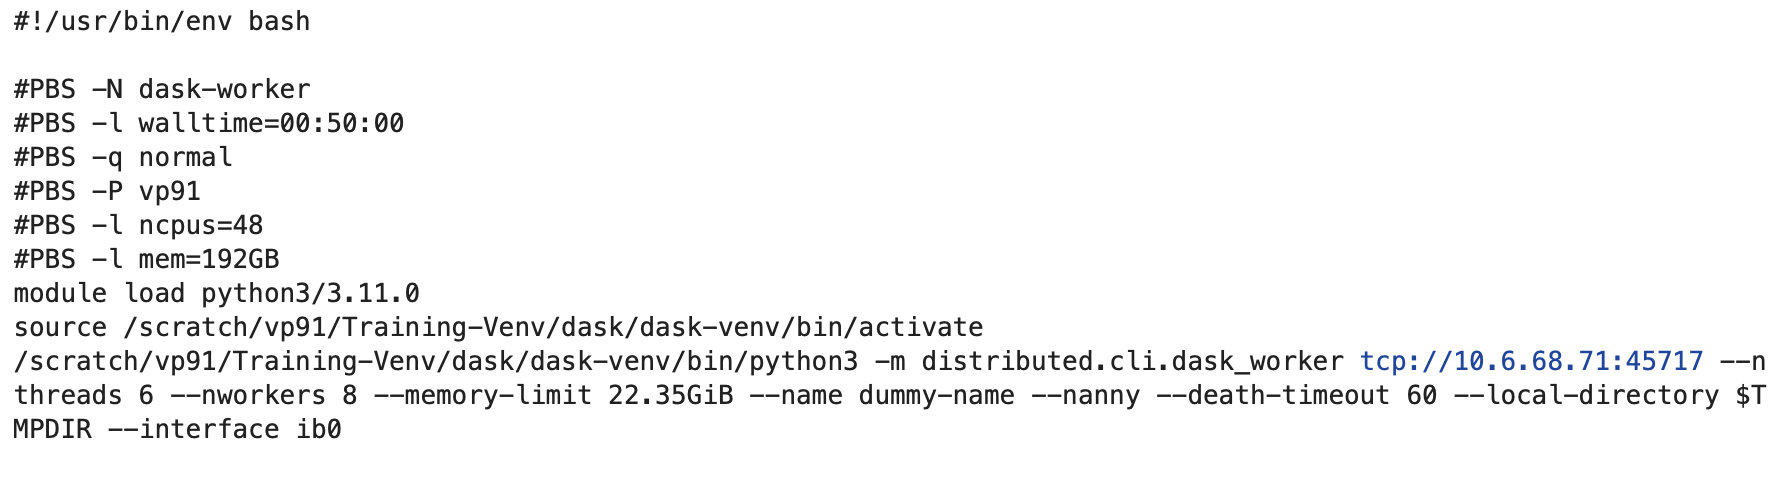 #!/usr/bin/env bash

#PBS -N dask-worker
#PBS -l walltime=00:50:00
#PBS -q normal
#PBS -P vp91
#PBS -l ncpus=48
#PBS -l mem=192GB
module load python3/3.11.0
source /scratch/vp91/Training-Venv/dask/dask-venv/bin/activate
/scratch/vp91/Training-Venv/dask/dask-venv/bin/python3 -m distributed.cli.dask_worker tcp://10.6.68.71:45717 --n
threads 6 --nworkers 8 --memory-limit 22.35GiB --name dummy-name --nanny --death-timeout 60 --local-directory $T
MPDIR --interface ib0